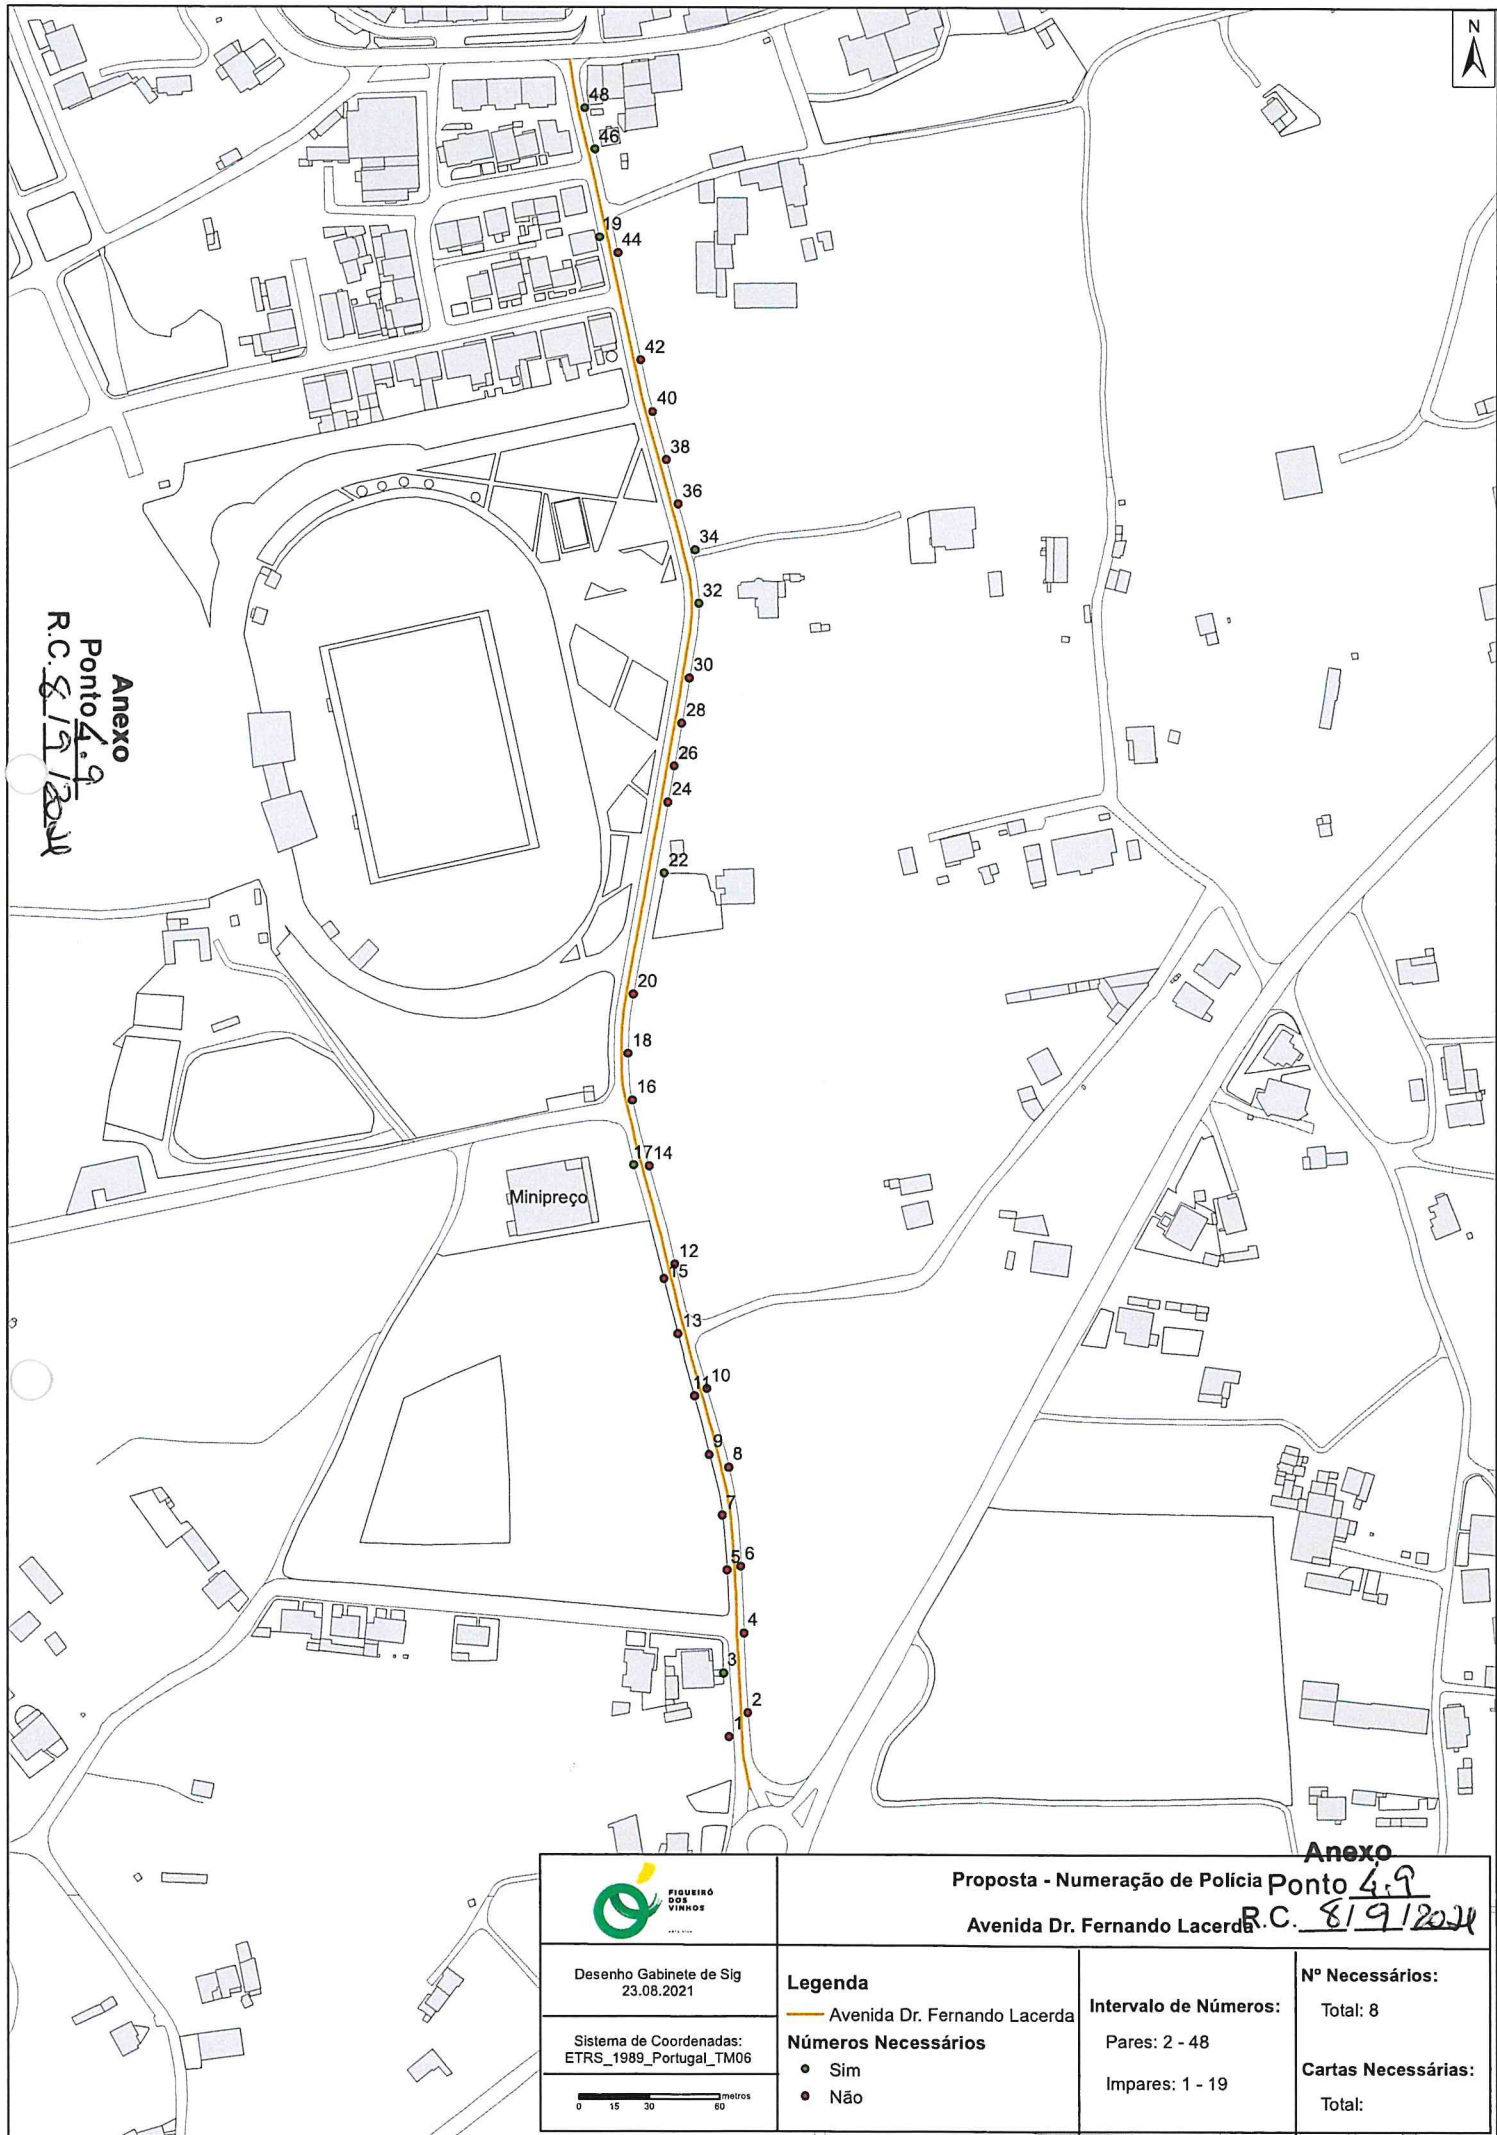 N
48
46
19
44
42
40
38
36
34
32
30
28
26
24
22
20
18
16
17
14
Minipreço
12
15
13
10
11
9
8
7
5
6
4
3
2
1
Anexo
Ponto 4.9
R.C. 8/9/2021
Anexo
Ponto 4.9
R.C. 8/9/2021
FIGUEIRÓ
DOS
VINHOS
Proposta - Numeração de Polícia
Avenida Dr. Fernando Lacerda
Desenho Gabinete de Sig
23.08.2021
Sistema de Coordenadas:
ETRS_1989_Portugal_TM06
metros
0 15 30 60
Legenda
Avenida Dr. Fernando Lacerda
Números Necessários
Sim
Não
Intervalo de Números:
Pares: 2 - 48
Impares: 1 - 19
Nº Necessários:
Total: 8
Cartas Necessárias:
Total: